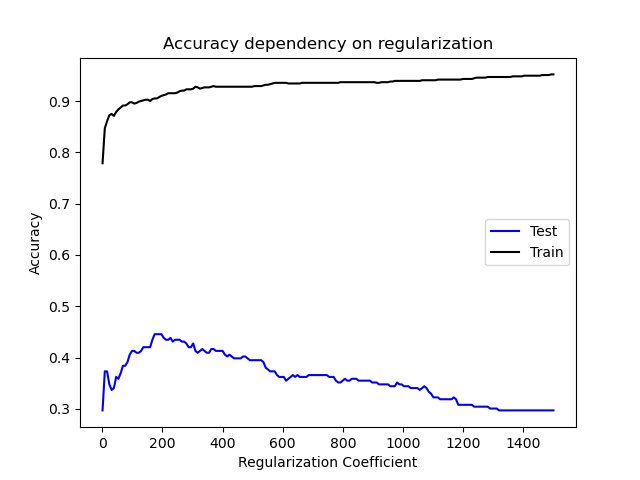 Accuracy dependency on regularization
0.9
0.8
0.7
0.6
0.5
0.4
0.3
Accuracy
Test
Train
0 200 400 600 800 1000 1200 1400
Regularization Coefficient